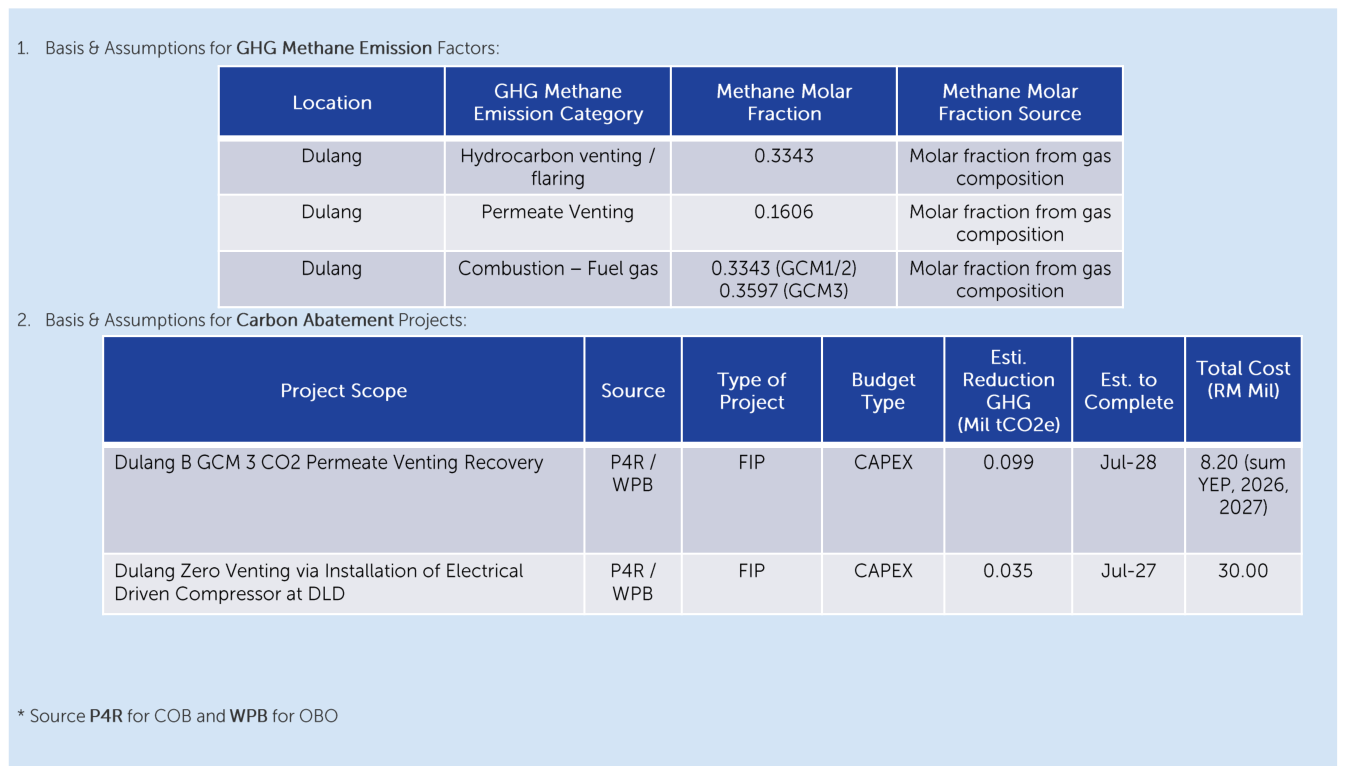 1. Basis & Assumptions for GHG Methane Emission Factors:
Location
GHG Methane
Emission Category
Methane Molar
Fraction
Methane Molar
Fraction Source
Dulang
Hydrocarbon venting /
flaring
0.3343
Molar fraction from gas
composition
Dulang
Permeate Venting
0.1606
Molar fraction from gas
composition
Dulang
Combustion – Fuel gas
0.3343 (GCM1/2)
0.3597 (GCM3)
Molar fraction from gas
composition
2. Basis & Assumptions for Carbon Abatement Projects:
Project Scope
Source
Type of
Project
Budget
Type
Esti.
Reduction
GHG
(Mil tCO2e)
Est. to
Complete
Total Cost
(RM Mil)
Dulang B GCM 3 CO2 Permeate Venting Recovery
P4R /
WPB
FIP
CAPEX
0.099
Jul-28
8.20 (sum
YEP, 2026,
2027)
Dulang Zero Venting via Installation of Electrical
Driven Compressor at DLD
P4R /
WPB
FIP
CAPEX
0.035
Jul-27
30.00
* Source P4R for COB and WPB for OBO